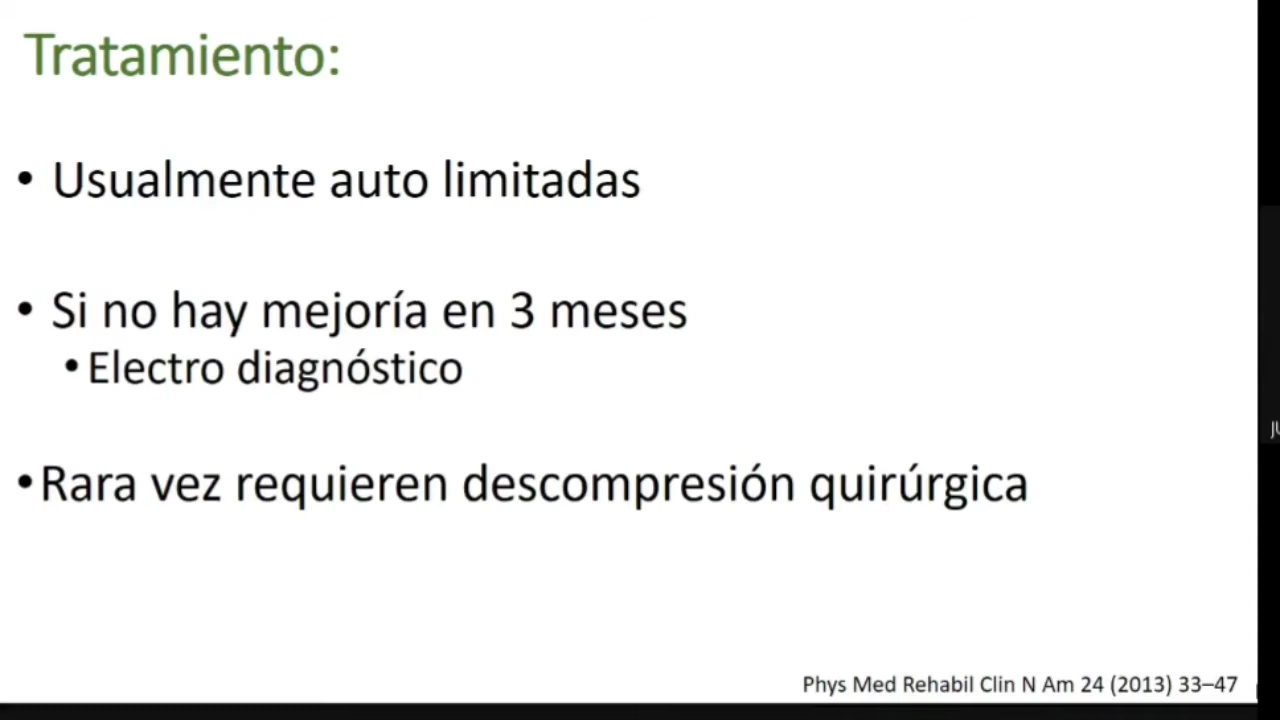 Tratamiento:
• Usualmente auto limitadas
• Si no hay mejoría en 3 meses
• Electro diagnóstico
• Rara vez requieren descompresión quirúrgica
Phys Med Rehabil Clin N Am 24 (2013) 33–47